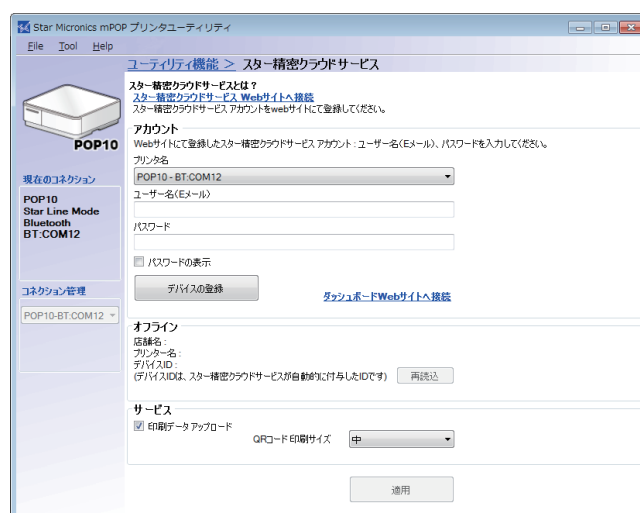 Star Micronics mPOP プリンタユーティリティ
File Tool Help
ユーティリティ機能 > スター精密クラウドサービス
スター精密クラウドサービスとは?
スター精密クラウドサービス Webサイトへ接続
スター精密クラウドサービス アカウントをwebサイトにて登録してください。
POP10
アカウント
Webサイトにて登録したスター精密クラウドサービス アカウント : ユーザー名(Eメール)、パスワードを入力してください。
プリンタ名
POP10 - BT:COM12
ユーザー名(Eメール)
パスワード
パスワードの表示
デバイスの登録
ダッシュボードWebサイトへ接続
現在のコネクション
POP10
Star Line Mode
Bluetooth
BT:COM12
コネクション管理
POP10-BT:COM12
オフライン
店舗名 :
プリンター名 :
デバイスID :
(デバイスIDは、スター精密クラウドサービスが自動的に付与したIDです)
再読込
サービス
印刷データ アップロード
QRコード 印刷サイズ
中
適用